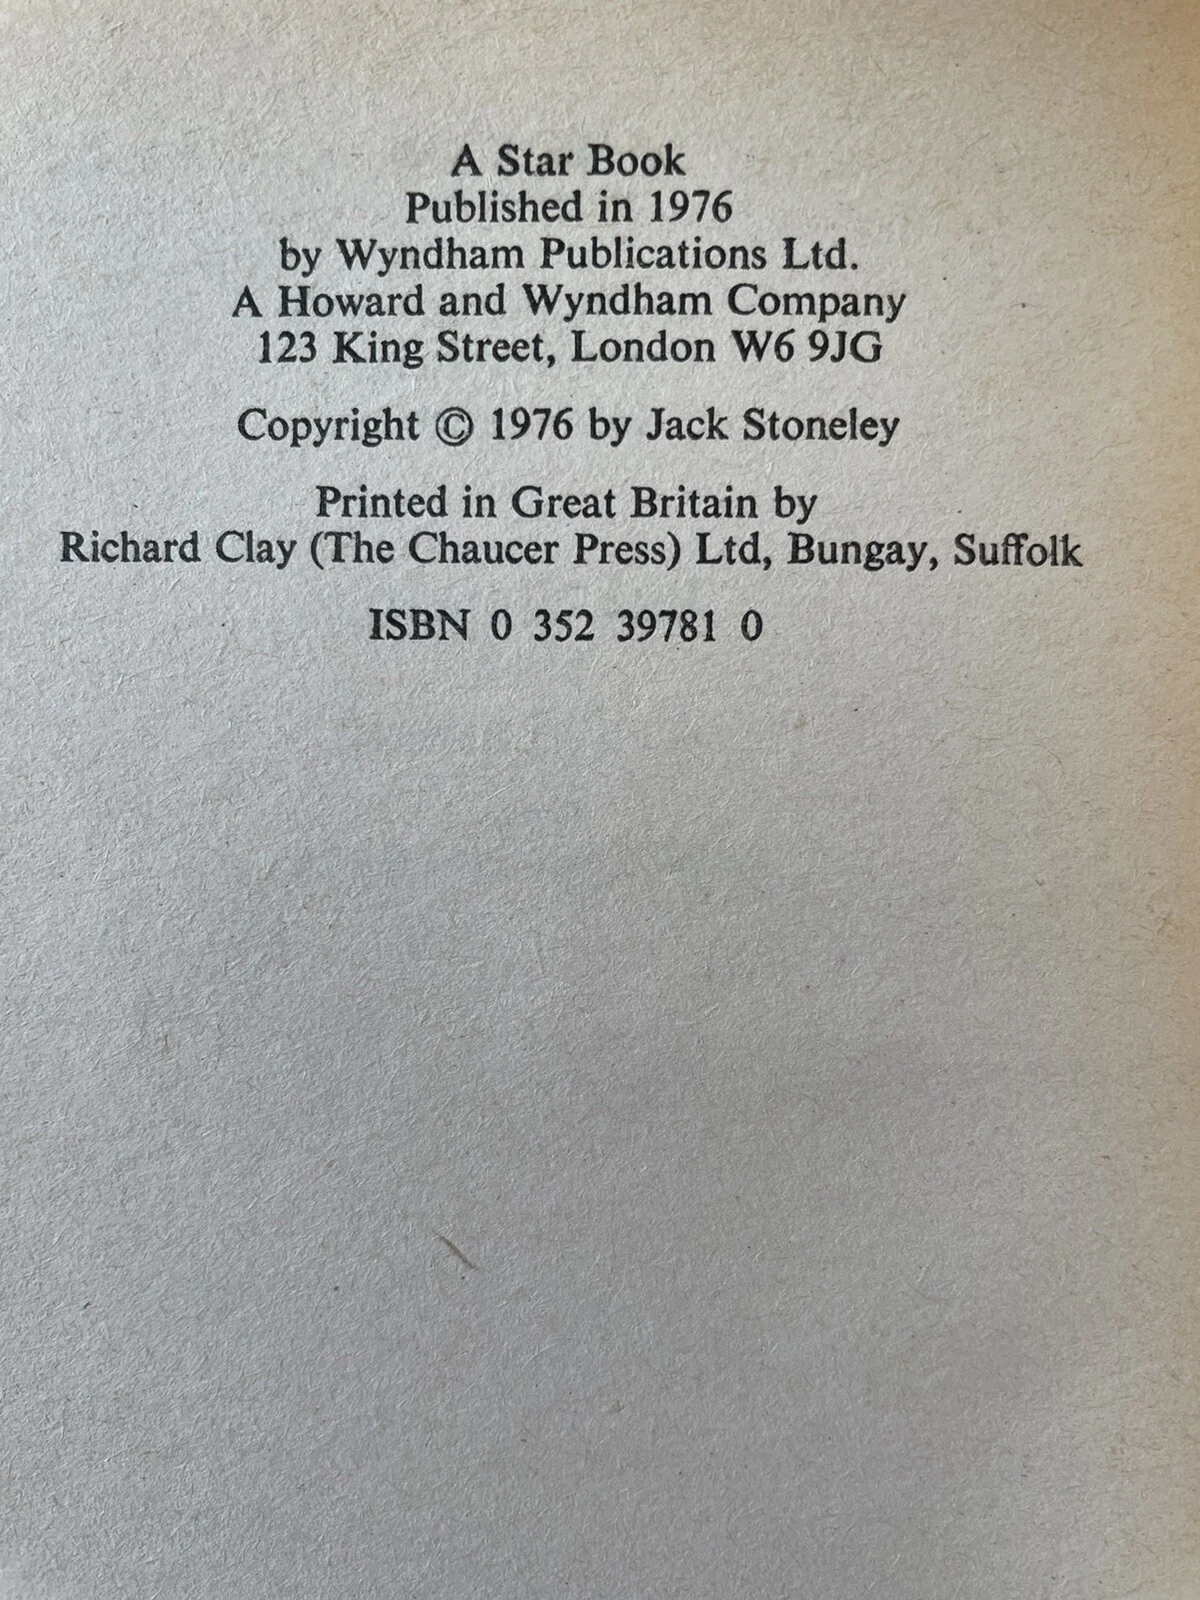 A Star Book
Published in 1976
by Wyndham Publications Ltd.
A Howard and Wyndham Company
123 King Street, London W6 9JG
Copyright © 1976 by Jack Stoneley
Printed in Great Britain by
Richard Clay (The Chaucer Press) Ltd, Bungay, Suffolk
ISBN 0 352 39781 0